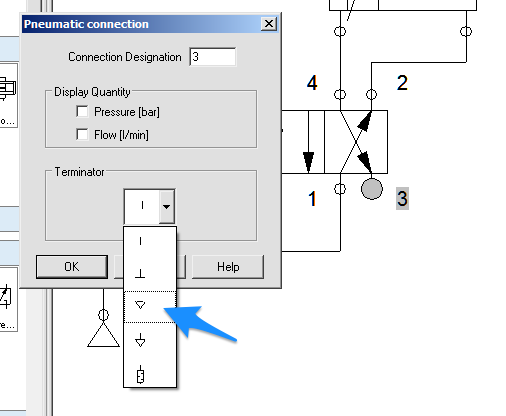 Pneumatic connection
Connection Designation 3
Display Quantity
Pressure [bar]
Flow [l/min]
Terminator
OK
Help
4
2
1
3
o...
re...